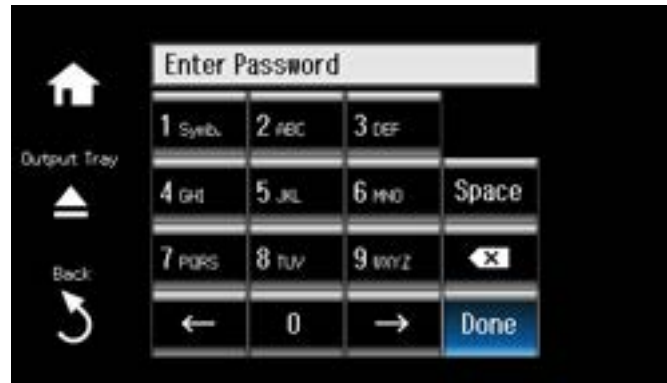 Enter Password
1 Symb. 2 ABC 3 DEF
Output Tray
4 GHI 5 JKL 6 MNO Space
7 PQRS 8 TUV 9 WXYZ
Back
0 Done